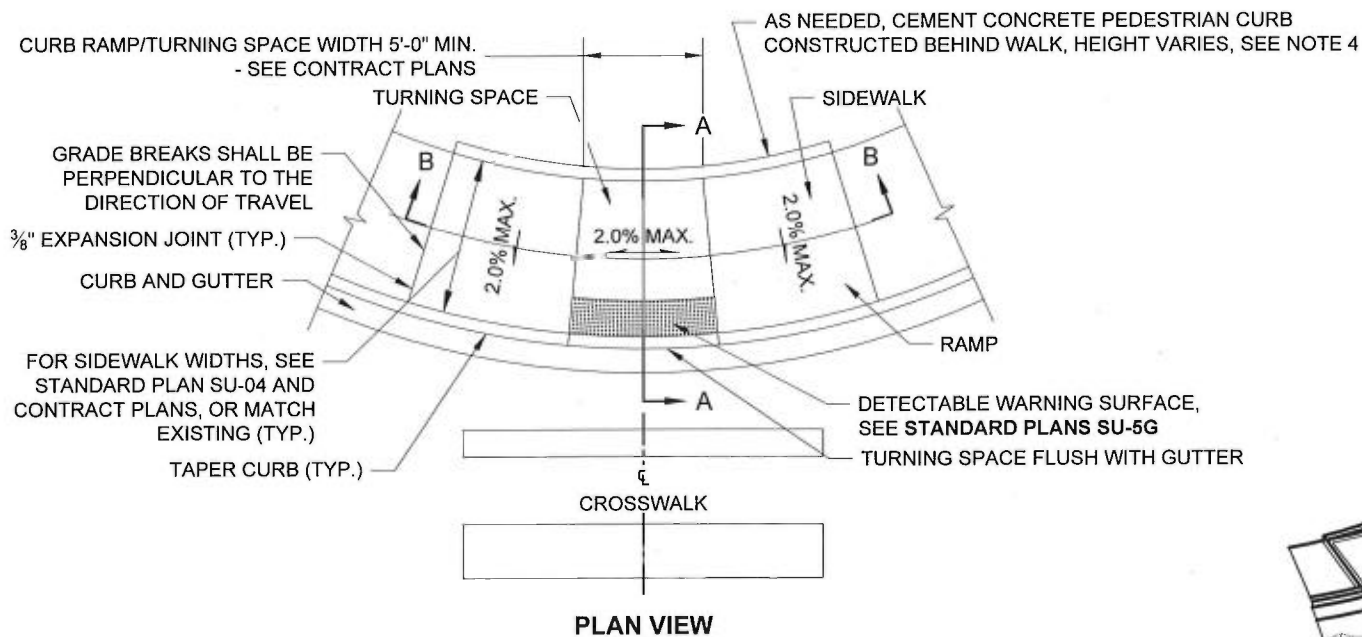 CURB RAMP/TURNING SPACE WIDTH 5'-0" MIN.
- SEE CONTRACT PLANS
AS NEEDED, CEMENT CONCRETE PEDESTRIAN CURB
CONSTRUCTED BEHIND WALK, HEIGHT VARIES, SEE NOTE 4
TURNING SPACE
SIDEWALK
A
GRADE BREAKS SHALL BE
PERPENDICULAR TO THE
DIRECTION OF TRAVEL
B
B
⅜" EXPANSION JOINT (TYP.)
2.0% MAX.
2.0% MAX.
2.0% MAX.
CURB AND GUTTER
RAMP
FOR SIDEWALK WIDTHS, SEE
STANDARD PLAN SU-04 AND
CONTRACT PLANS, OR MATCH
EXISTING (TYP.)
A
DETECTABLE WARNING SURFACE,
SEE STANDARD PLANS SU-5G
TAPER CURB (TYP.)
TURNING SPACE FLUSH WITH GUTTER
℄
CROSSWALK
PLAN VIEW